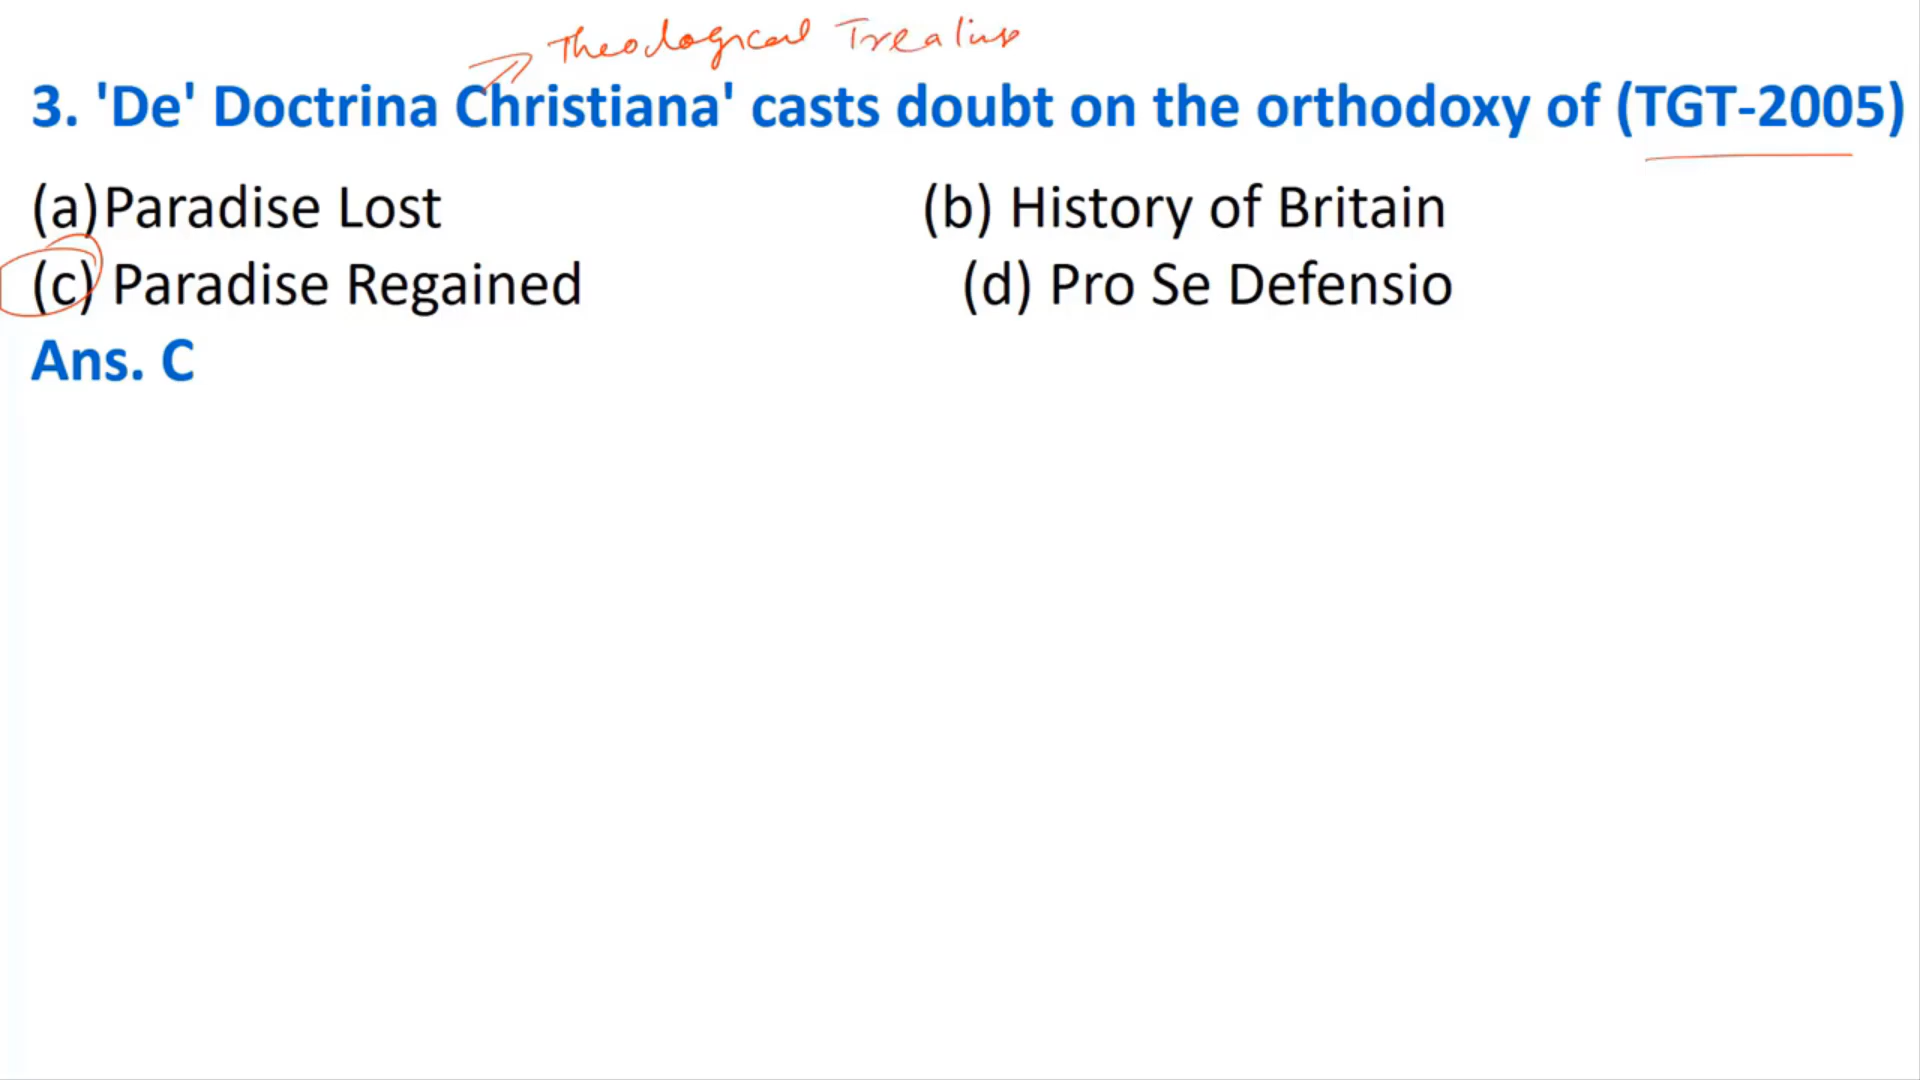 Theological Treatise
3. 'De' Doctrina Christiana' casts doubt on the orthodoxy of (TGT-2005)
(a)Paradise Lost (b) History of Britain
(c) Paradise Regained (d) Pro Se Defensio
Ans. C